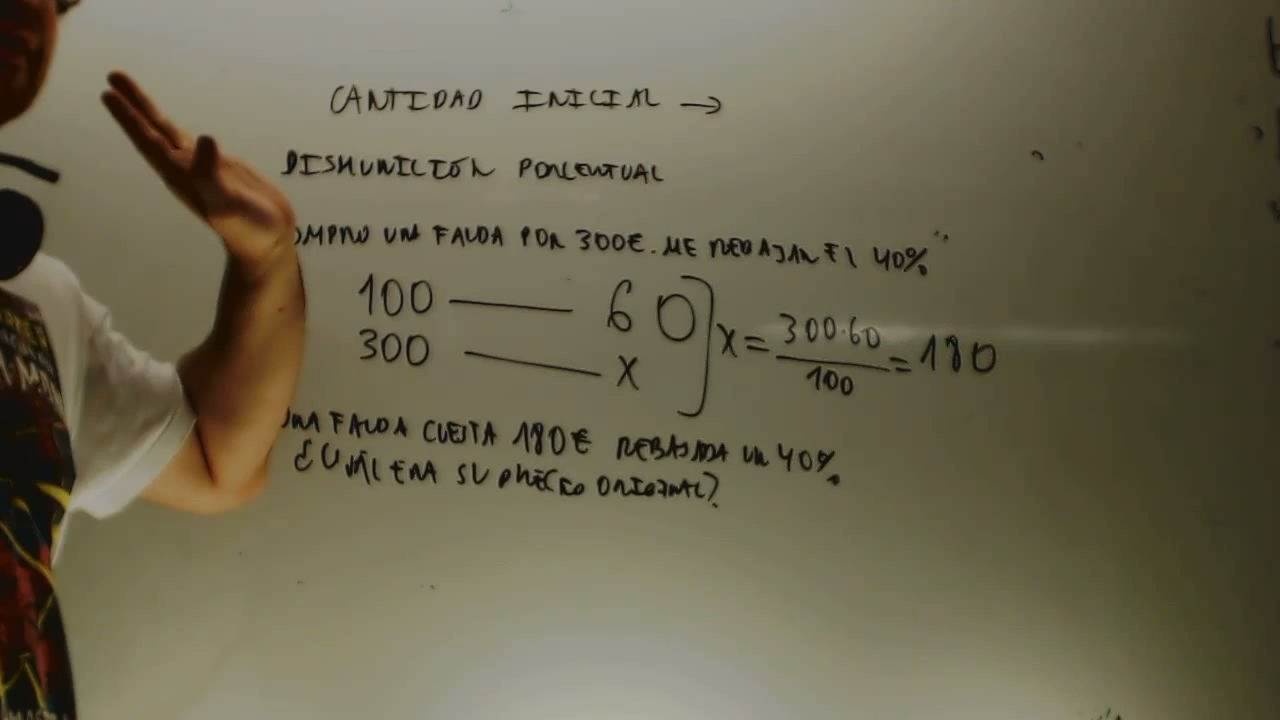 CANTIDAD INICIAL →
DISMUNICIÓN PORCENTUAL
OMPRO UNA FALDA POR 300€. ME REBAJAN EL 40%"
100 — 60
300 — X
X = 300·60 / 100 = 180
UNA FALDA CUESTA 180€ REBAJADA UN 40%.
¿CUÁL ERA SU PRECIO ORIGINAL?